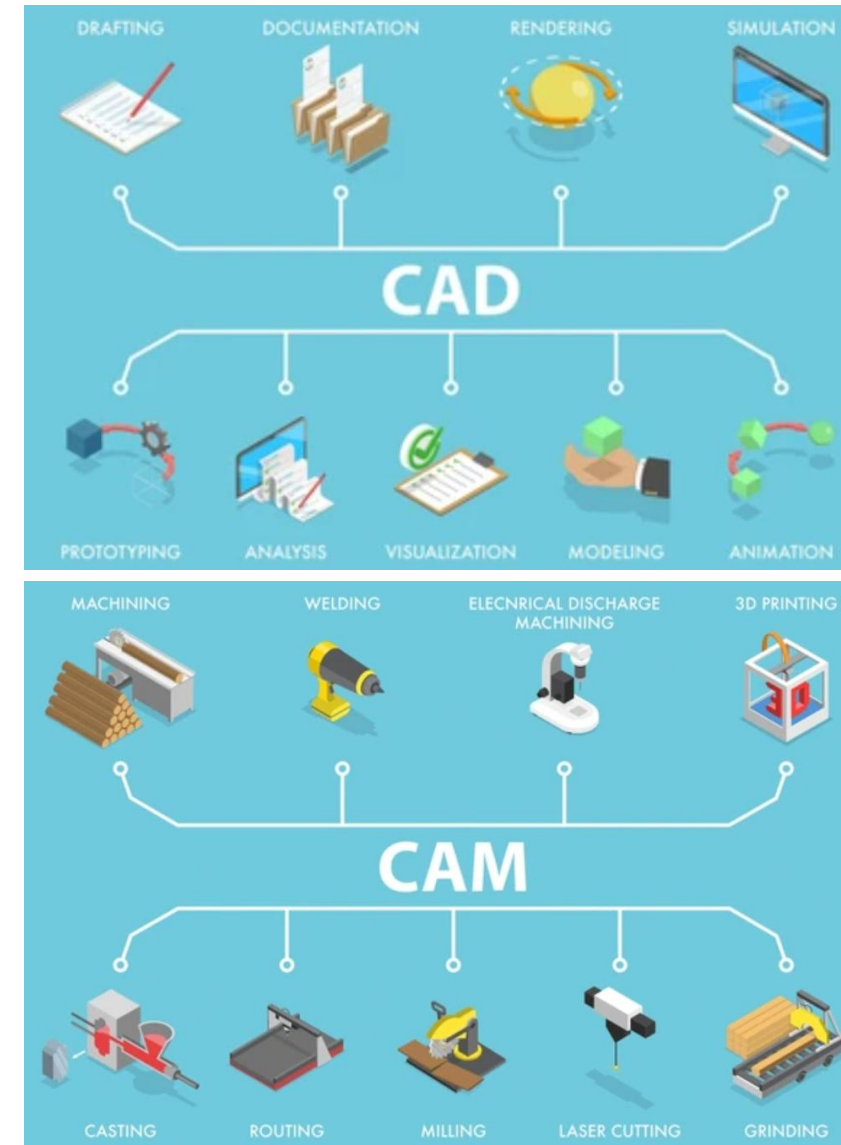 DRAFTING
DOCUMENTATION
RENDERING
SIMULATION
CAD
PROTOTYPING
ANALYSIS
VISUALIZATION
MODELING
ANIMATION
MACHINING
WELDING
ELECNRICAL DISCHARGE
MACHINING
3D PRINTING
3D
CAM
CASTING
ROUTING
MILLING
LASER CUTTING
GRINDING